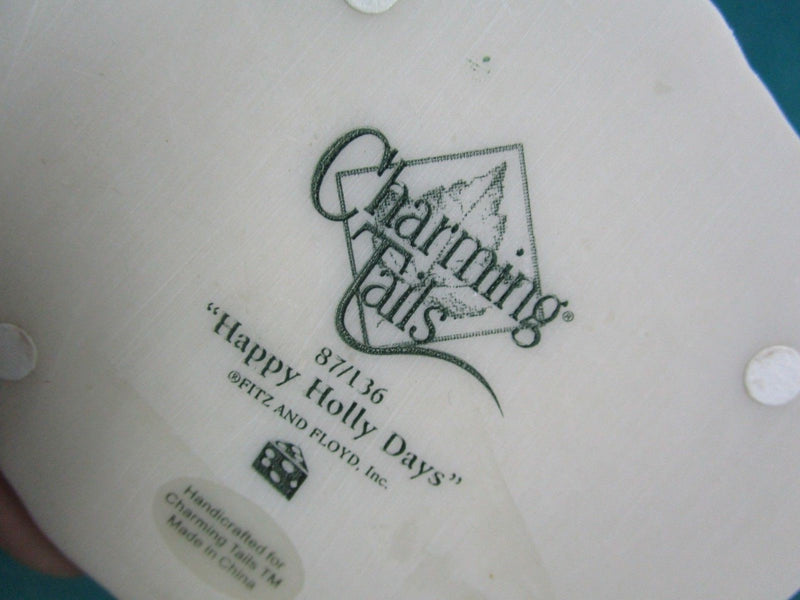 Charming
Tails®
87/136
“Happy Holly Days”
®FITZ AND FLOYD, Inc.
Handcrafted for
Charming Tails TM
Made in China